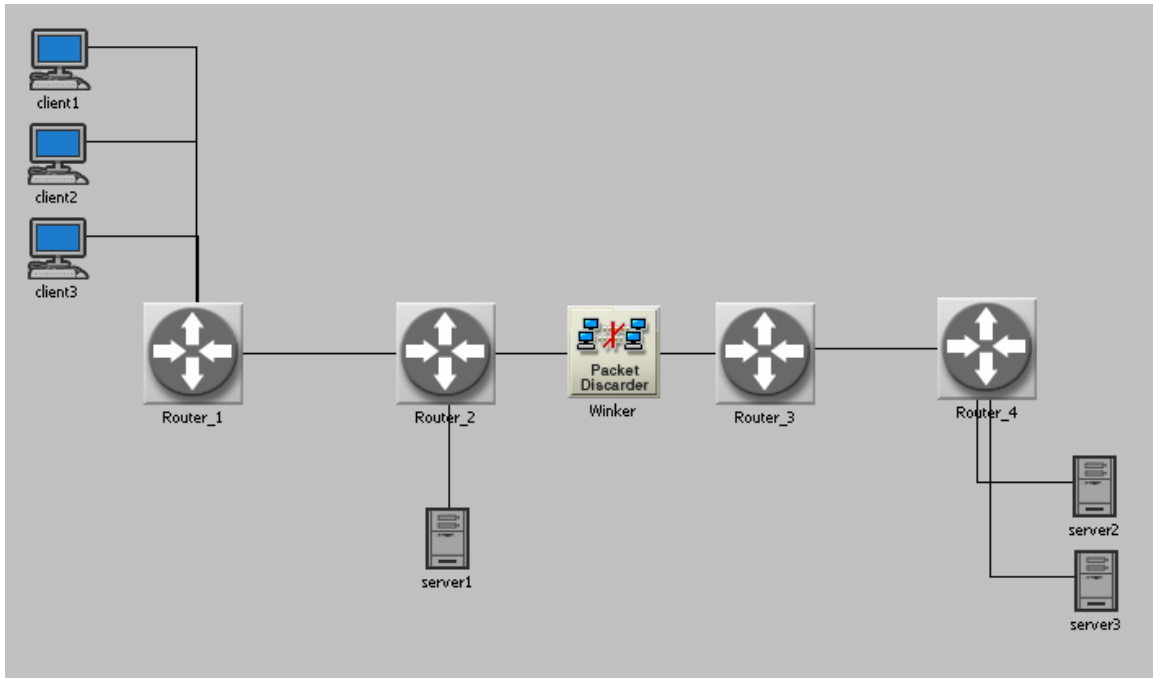 client1
client2
client3
Router_1
Router_2
Packet
Discarder
Winker
Router_3
Router_4
server1
server2
server3